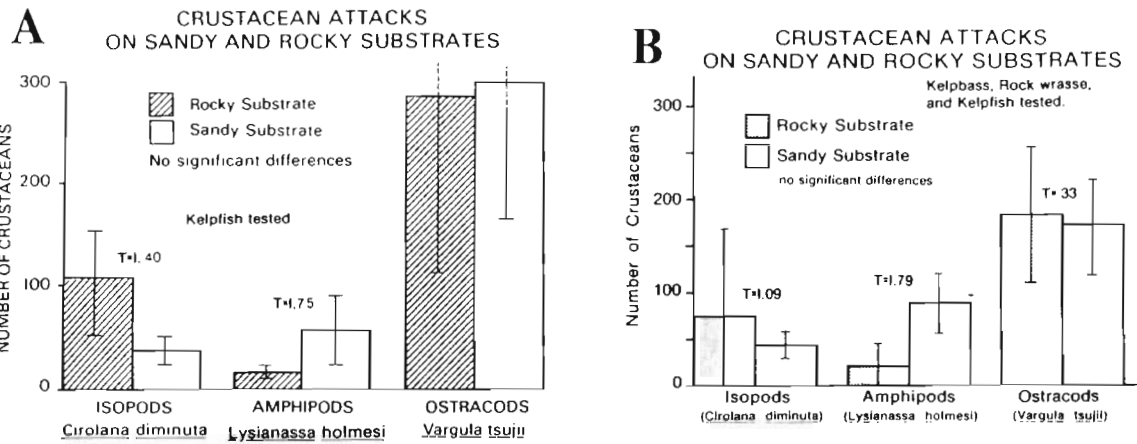 A
CRUSTACEAN ATTACKS
ON SANDY AND ROCKY SUBSTRATES
NUMBER OF CRUSTACEANS
300
200
100
0
Rocky Substrate
Sandy Substrate
No significant differences
Kelpfish tested
T=1.40
T=1.75
ISOPODS
Cirolana diminuta
AMPHIPODS
Lysianassa holmesi
OSTRACODS
Vargula tsujii
B
CRUSTACEAN ATTACKS
ON SANDY AND ROCKY SUBSTRATES
Kelpbass, Rock wrasse,
and Kelpfish tested.
Number of Crustaceans
300
200
100
0
Rocky Substrate
Sandy Substrate
no significant differences
T=1.09
T=1.79
T=.33
Isopods
(Cirolana diminuta)
Amphipods
(Lysianassa holmesi)
Ostracods
(Vargula tsujii)